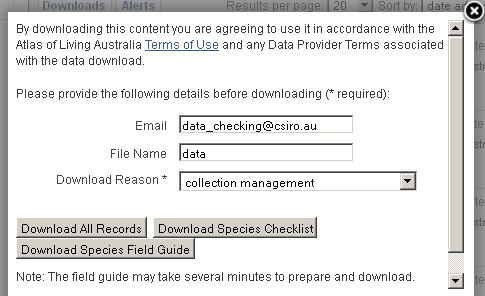 Downloads Alerts Results per page: 20 Sort by: date a
By downloading this content you are agreeing to use it in accordance with the
Atlas of Living Australia Terms of Use and any Data Provider Terms associated
with the data download.
Please provide the following details before downloading (* required):
Email data_checking@csiro.au
File Name data
Download Reason * collection management
Download All Records Download Species Checklist
Download Species Field Guide
Note: The field guide may take several minutes to prepare and download.